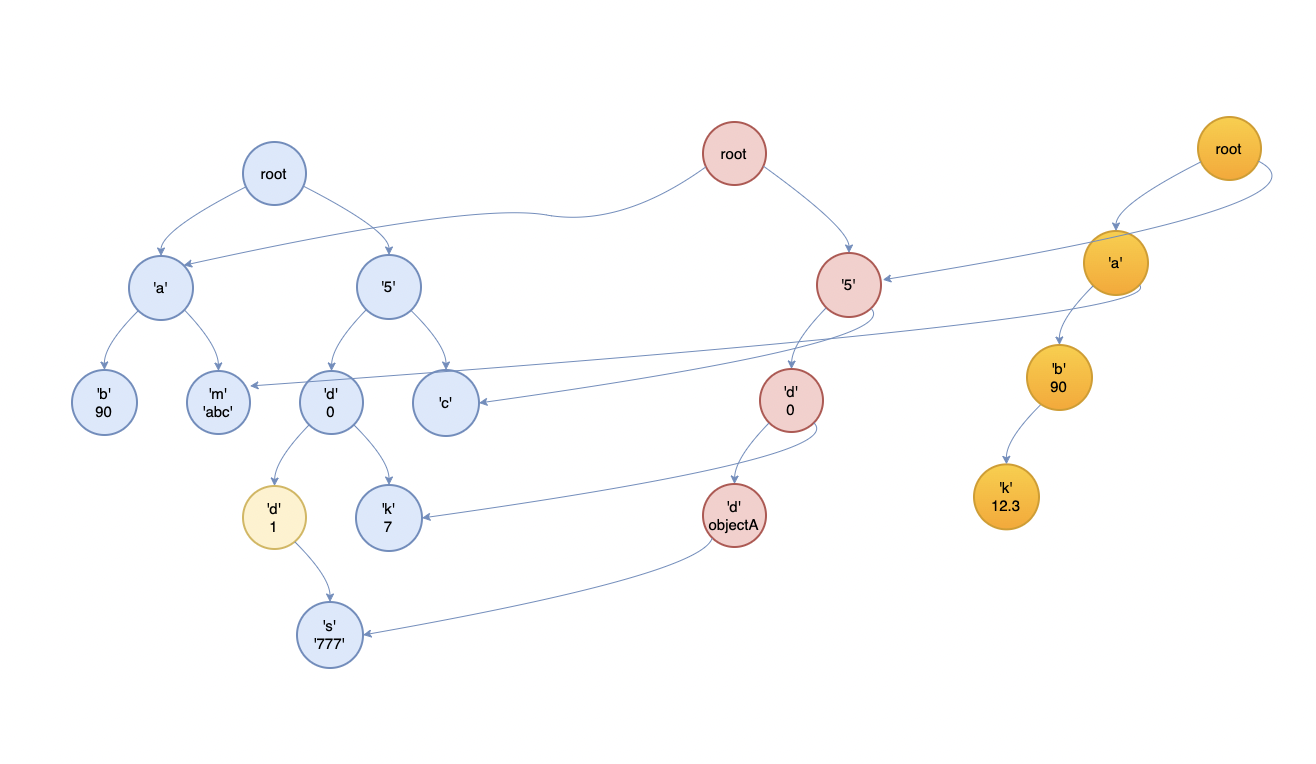 root
root
root
'a'
'5'
'5'
'a'
'b'
90
'm'
'abc'
'd'
0
'c'
'd'
0
'b'
90
'd'
1
'k'
7
'd'
objectA
'k'
12.3
's'
'777'